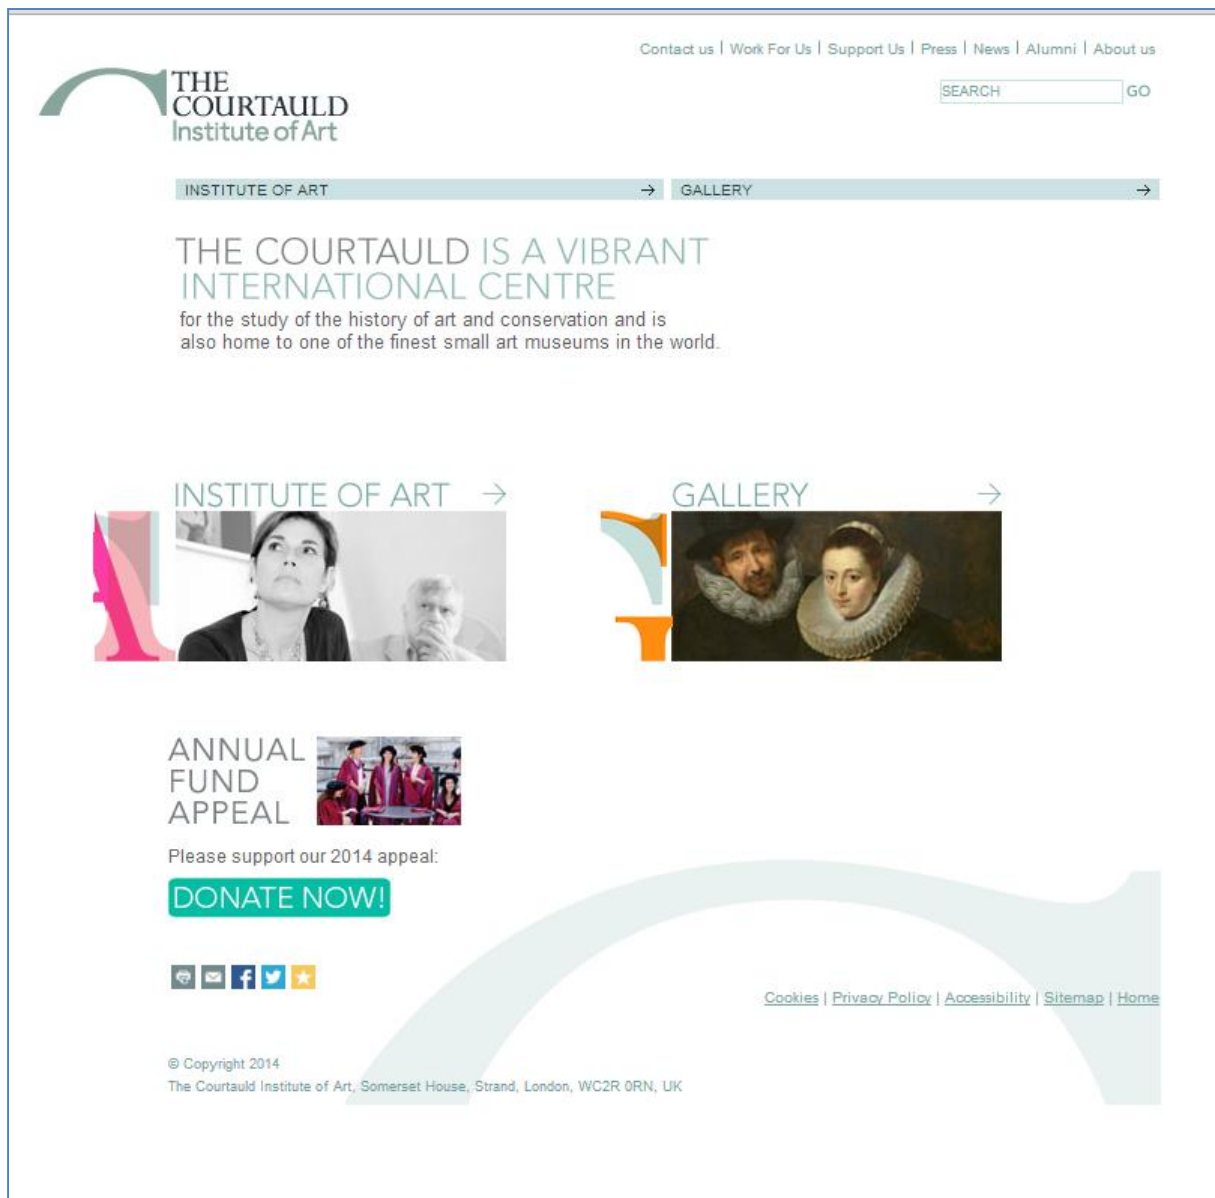 Contact us | Work For Us | Support Us | Press | News | Alumni | About us
THE
COURTAULD
Institute of Art
SEARCH GO
INSTITUTE OF ART → GALLERY →
THE COURTAULD IS A VIBRANT
INTERNATIONAL CENTRE
for the study of the history of art and conservation and is
also home to one of the finest small art museums in the world.
INSTITUTE OF ART →
GALLERY →
ANNUAL
FUND
APPEAL
Please support our 2014 appeal:
DONATE NOW!
Cookies | Privacy Policy | Accessibility | Sitemap | Home
© Copyright 2014
The Courtauld Institute of Art, Somerset House, Strand, London, WC2R 0RN, UK